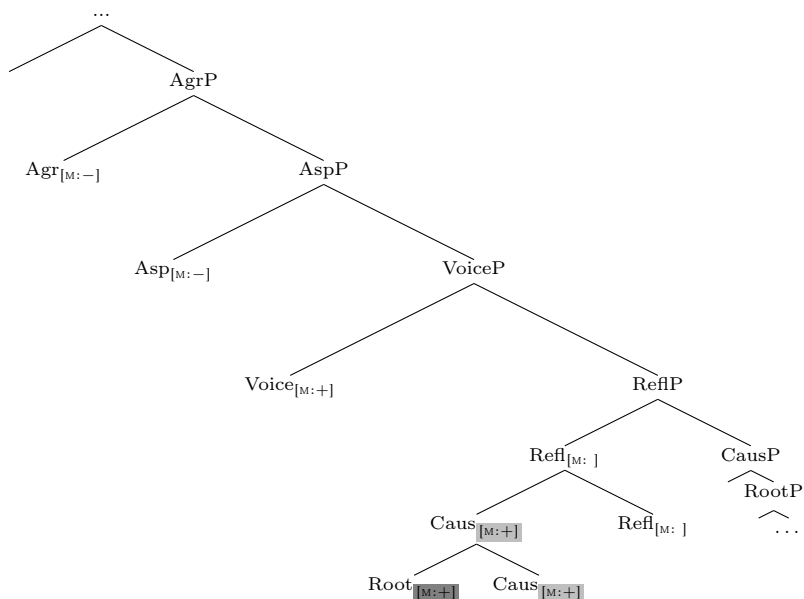 ...
AgrP
Agr[M:−] AspP
Asp[M:−] VoiceP
Voice[M:+] ReflP
Refl[M: ] CausP
RootP
Caus[M:+] Refl[M: ] ...
Root[M:+] Caus[M:+]